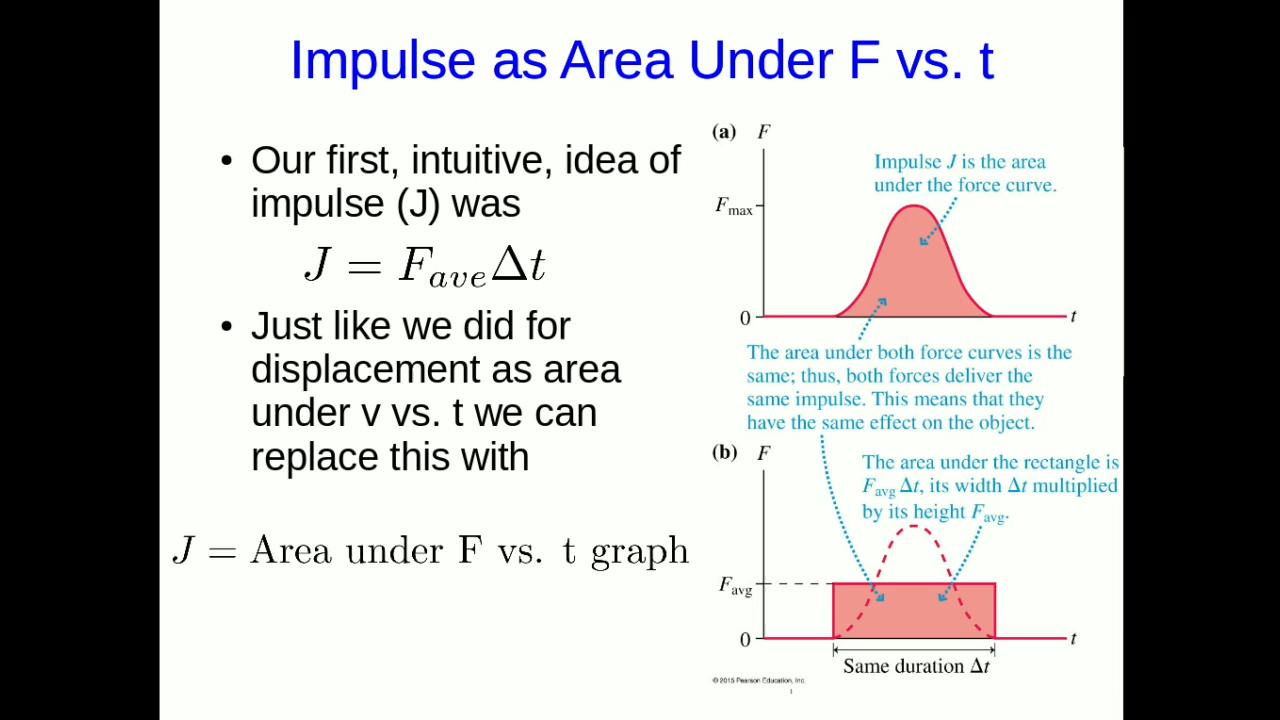 Impulse as Area Under F vs. t
• Our first, intuitive, idea of
impulse (J) was
J = F_ave Δt
• Just like we did for
displacement as area
under v vs. t we can
replace this with
J = Area under F vs. t graph
(a) F
Impulse J is the area
under the force curve.
F_max
0
t
The area under both force curves is the
same; thus, both forces deliver the
same impulse. This means that they
have the same effect on the object.
(b) F
The area under the rectangle is
F_avg Δt, its width Δt multiplied
by its height F_avg.
F_avg
0
t
Same duration Δt
© 2015 Pearson Education, Inc.